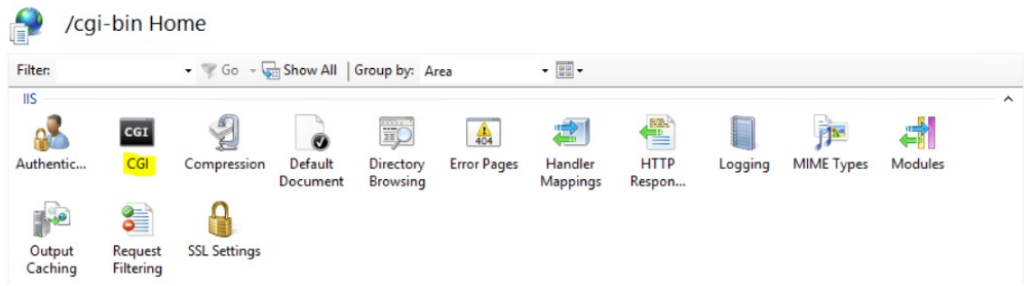 /cgi-bin Home
Filter: Go Show All Group by: Area
IIS
CGI
404
Authentic... CGI Compression Default Document Directory Browsing Error Pages Handler Mappings HTTP Respon... Logging MIME Types Modules
Output Caching Request Filtering SSL Settings